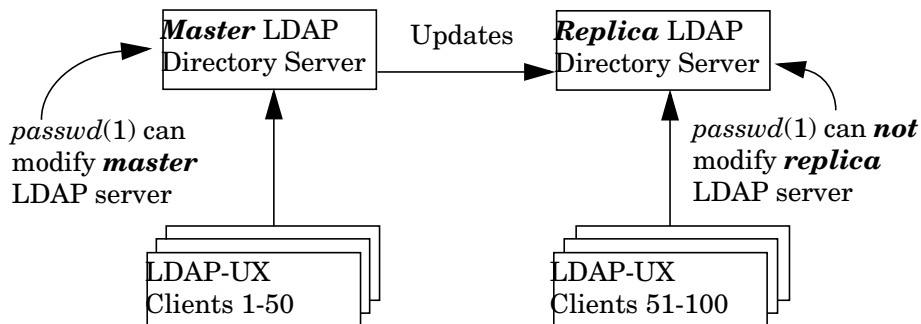 Master LDAP
Directory Server
Updates
Replica LDAP
Directory Server
passwd(1) can
modify master
LDAP server
passwd(1) can not
modify replica
LDAP server
LDAP-UX
Clients 1-50
LDAP-UX
Clients 51-100